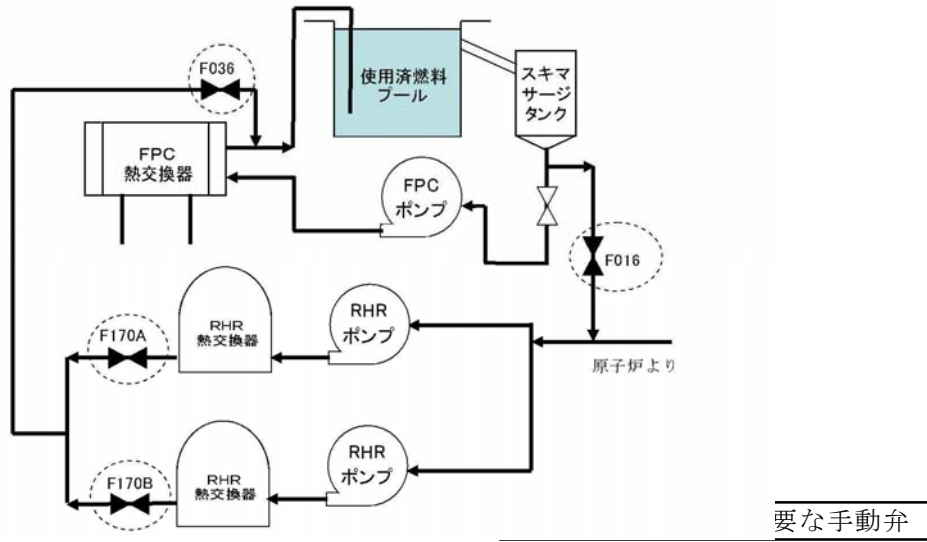 F036
使用済燃料
プール
スキマ
サージ
タンク
FPC
熱交換器
FPC
ポンプ
F016
RHR
熱交換器
RHR
ポンプ
F170A
原子炉より
RHR
熱交換器
RHR
ポンプ
F170B
要な手動弁